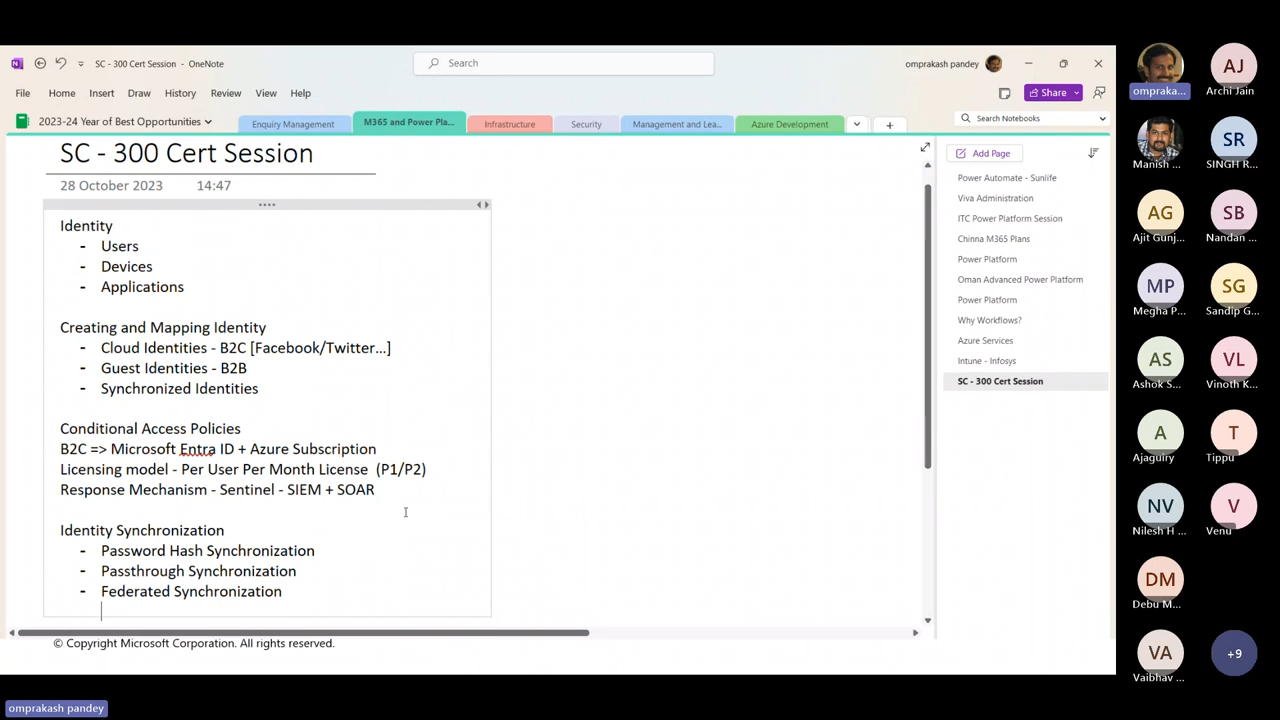 SC - 300 Cert Session - OneNote
Search
omprakash pandey
File Home Insert Draw History Review View Help
Share
2023-24 Year of Best Opportunities
Enquiry Management
M365 and Power Pla...
Infrastructure
Security
Management and Lea...
Azure Development
+
Search Notebooks
SC - 300 Cert Session
28 October 2023 14:47
Identity
- Users
- Devices
- Applications
Creating and Mapping Identity
- Cloud Identities - B2C [Facebook/Twitter...]
- Guest Identities - B2B
- Synchronized Identities
Conditional Access Policies
B2C => Microsoft Entra ID + Azure Subscription
Licensing model - Per User Per Month License (P1/P2)
Response Mechanism - Sentinel - SIEM + SOAR
Identity Synchronization
- Password Hash Synchronization
- Passthrough Synchronization
- Federated Synchronization
© Copyright Microsoft Corporation. All rights reserved.
Add Page
Power Automate - Sunlife
Viva Administration
ITC Power Platform Session
Chinna M365 Plans
Power Platform
Oman Advanced Power Platform
Power Platform
Why Workflows?
Azure Services
Intune - Infosys
SC - 300 Cert Session
ompraka...
AJ
Archi Jain
Manish ...
SR
SINGH R...
AG
Ajit Gunj...
SB
Nandan ...
MP
Megha P...
SG
Sandip G...
AS
Ashok S...
VL
Vinoth K...
A
Ajaguiry
T
Tippu
NV
Nilesh H ...
V
Venu
DM
Debu M...
VA
Vaibhav ...
+9
omprakash pandey